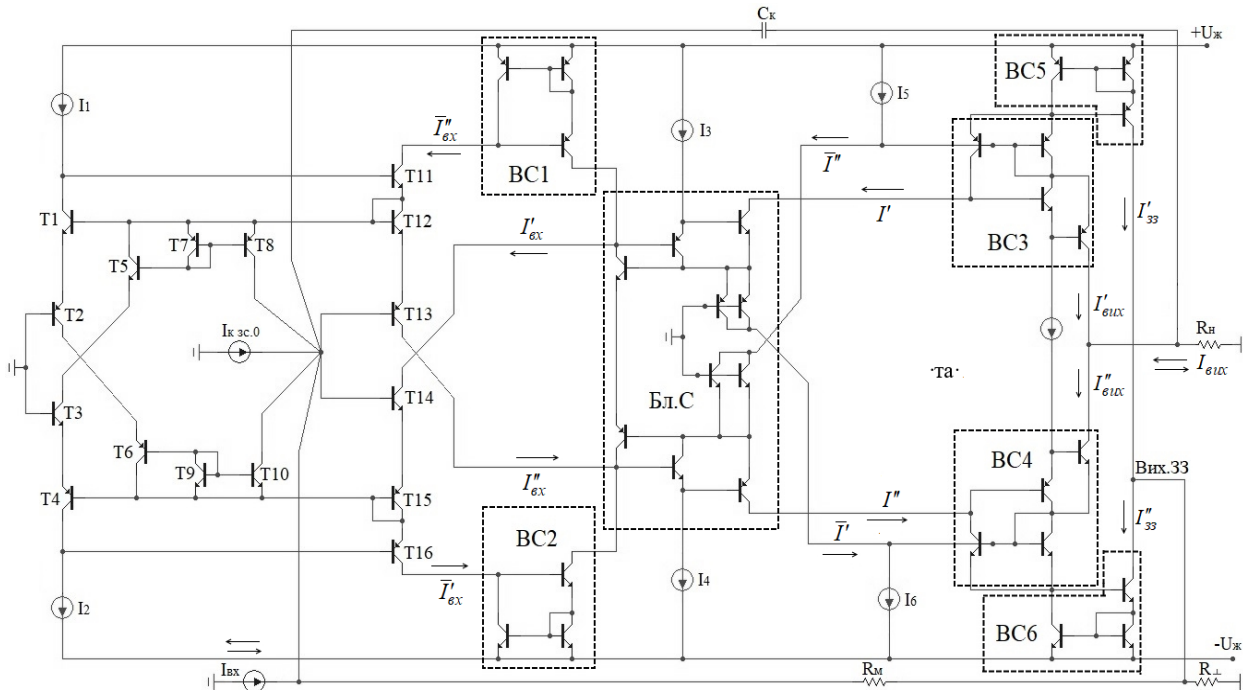 Cк
+Uж
BC5
I1
I3
I5
Ī″вх
BC1
T11
Ī″
T1
T12
I′
I′зз
T7
T8
I′вх
BC3
T5
T2
T13
Iк зс.0
I′вих
Rн
Iвих
·та·
T3
T14
Бл.С
I″вих
T6
BC4
T9
T10
Вих.ЗЗ
T4
T15
I″вх
I″
I″зз
BC2
T16
Ī′
Ī′вх
I2
I4
I6
BC6
-Uж
Iвх
Rм
R⊥